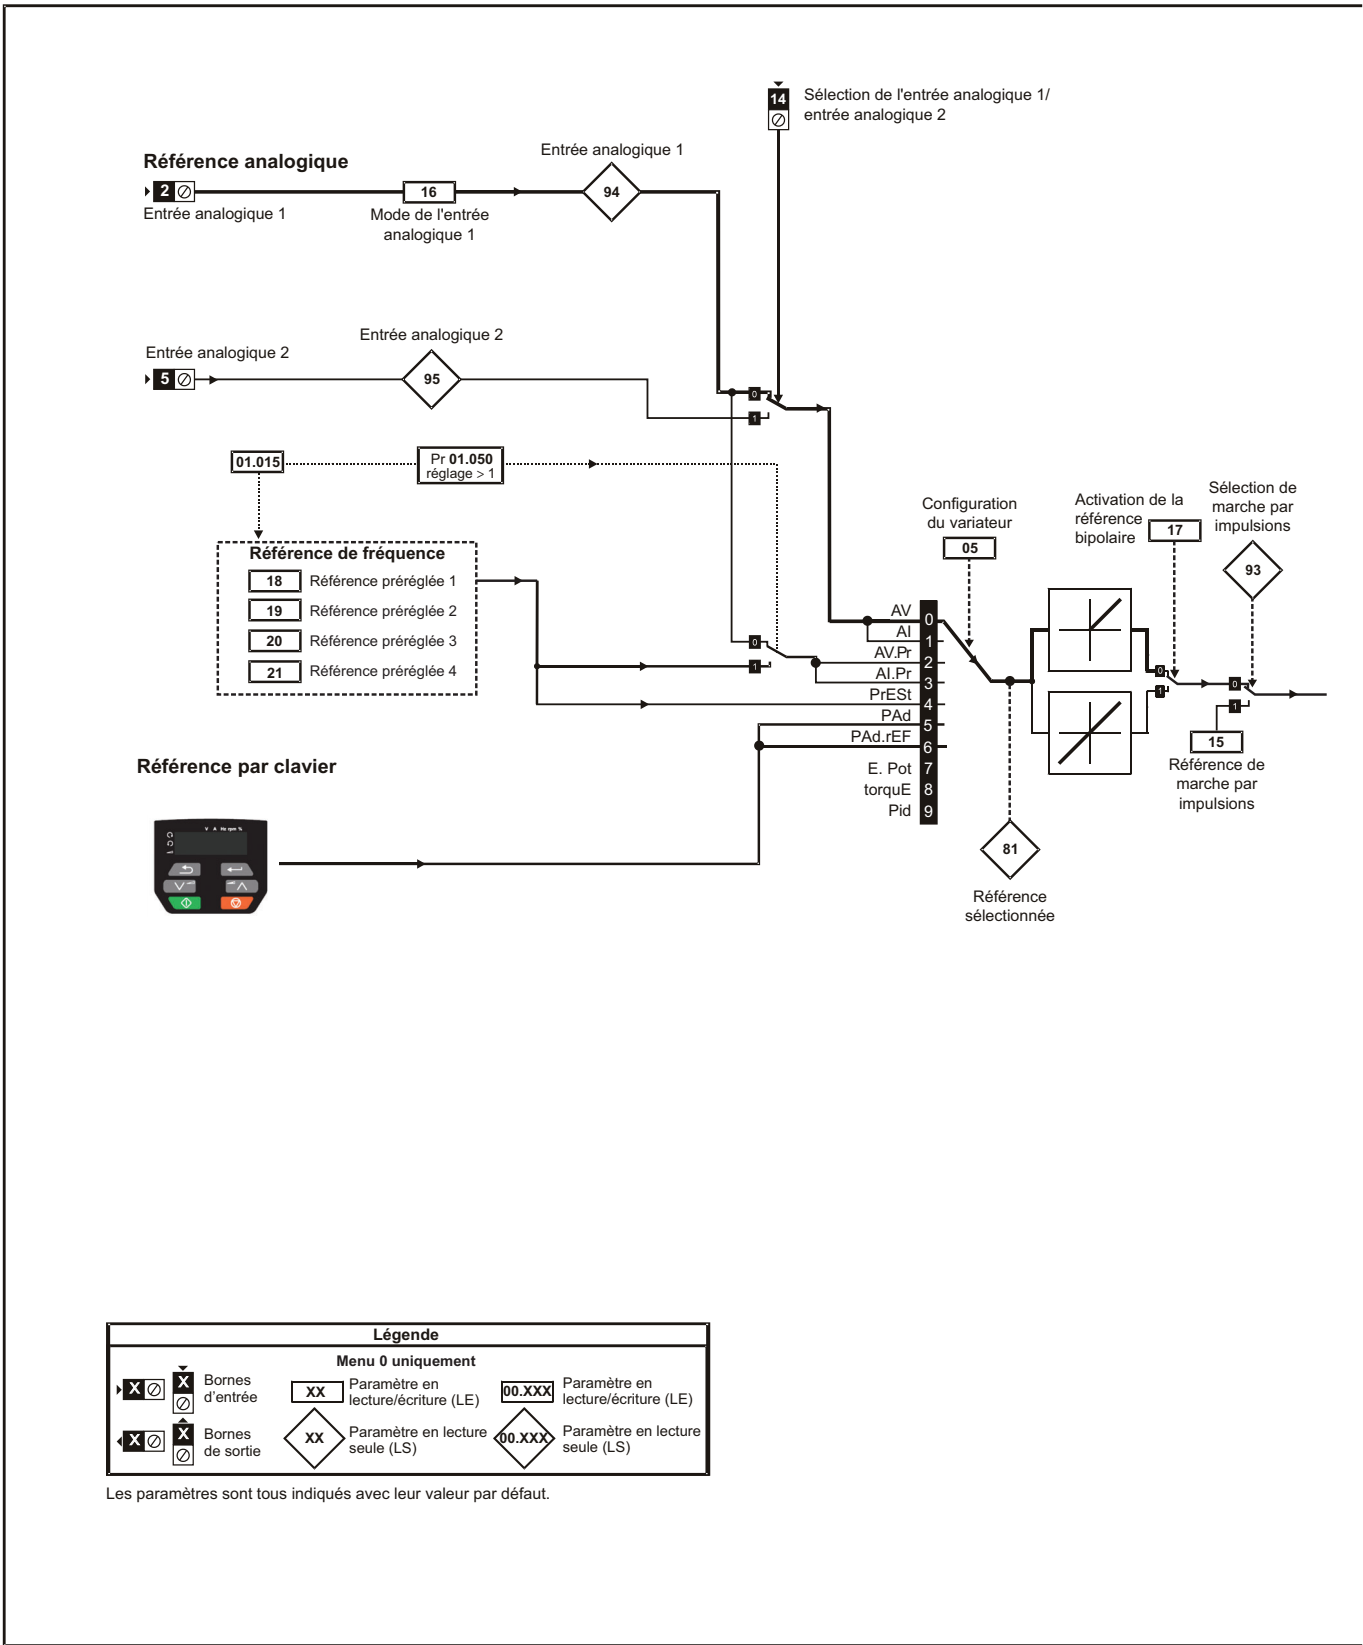 14
Sélection de l'entrée analogique 1/
entrée analogique 2
Référence analogique
Entrée analogique 1
2
16
94
Entrée analogique 1
Mode de l'entrée
analogique 1
Entrée analogique 2
Entrée analogique 2
5
95
0
1
01.015
Pr 01.050
réglage > 1
Référence de fréquence
18 Référence préréglée 1
19 Référence préréglée 2
20 Référence préréglée 3
21 Référence préréglée 4
0
1
Configuration
du variateur
05
Activation de la
référence
bipolaire
17
Sélection de
marche par
impulsions
93
AV 0
AI 1
AV.Pr 2
AI.Pr 3
PrESt 4
PAd 5
PAd.rEF 6
E. Pot 7
torquE 8
Pid 9
0
1
0
1
15
Référence de
marche par
impulsions
81
Référence
sélectionnée
Référence par clavier
V A Hz rpm %
Légende
Menu 0 uniquement
X X
Bornes
d'entrée
XX
Paramètre en
lecture/écriture (LE)
00.XXX
Paramètre en
lecture/écriture (LE)
X X
Bornes
de sortie
XX
Paramètre en lecture
seule (LS)
00.XXX
Paramètre en lecture
seule (LS)
Les paramètres sont tous indiqués avec leur valeur par défaut.